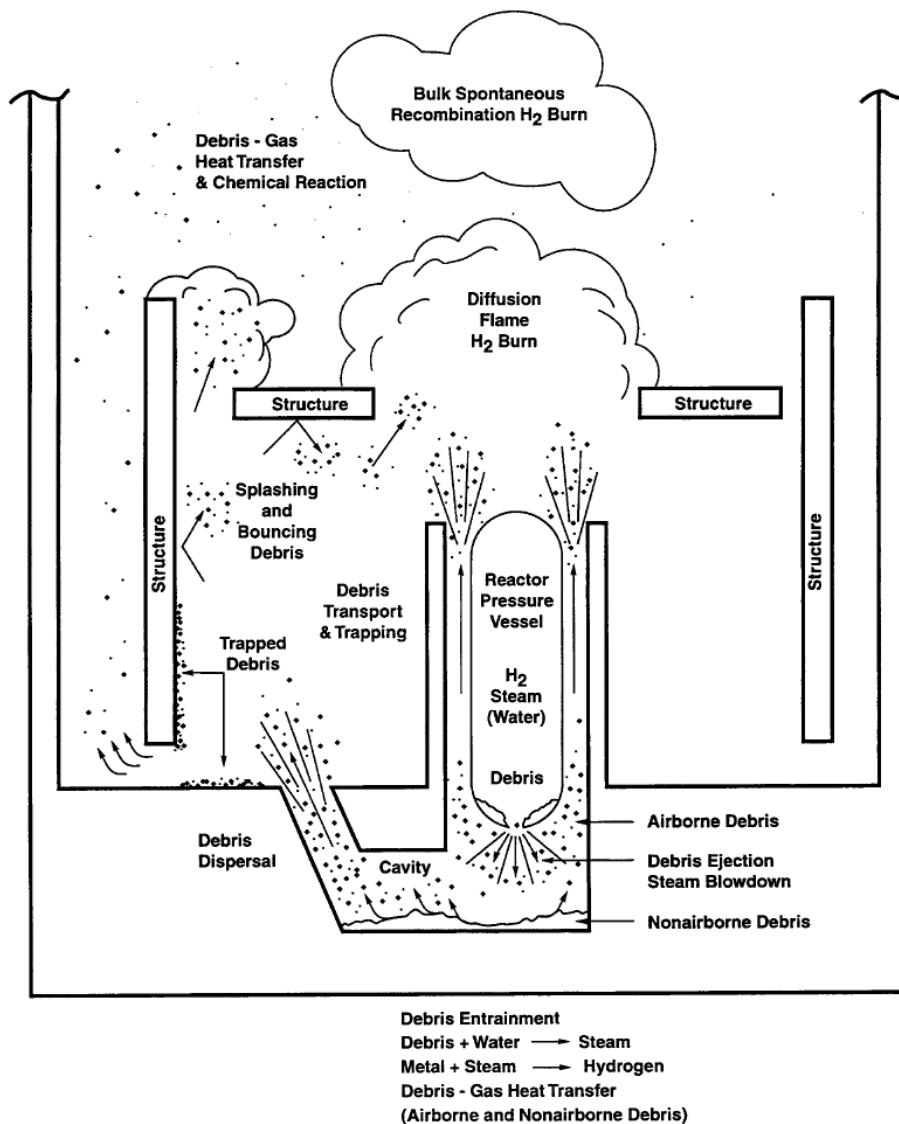 Bulk Spontaneous
Recombination H2 Burn
Debris - Gas
Heat Transfer
& Chemical Reaction
Diffusion
Flame
H2 Burn
Structure
Structure
Splashing
and
Bouncing
Debris
Structure
Structure
Reactor
Pressure
Vessel
Debris
Transport
& Trapping
Trapped
Debris
H2
Steam
(Water)
Debris
Airborne Debris
Debris
Dispersal
Cavity
Debris Ejection
Steam Blowdown
Nonairborne Debris
Debris Entrainment
Debris + Water → Steam
Metal + Steam → Hydrogen
Debris - Gas Heat Transfer
(Airborne and Nonairborne Debris)